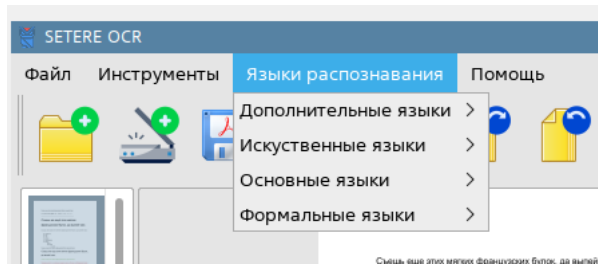 SETERE OCR
Файл Инструменты Языки распознавания Помощь
Дополнительные языки
Искуственные языки
Основные языки
Формальные языки
Съешь еще этих мягких французских булок, да выпей